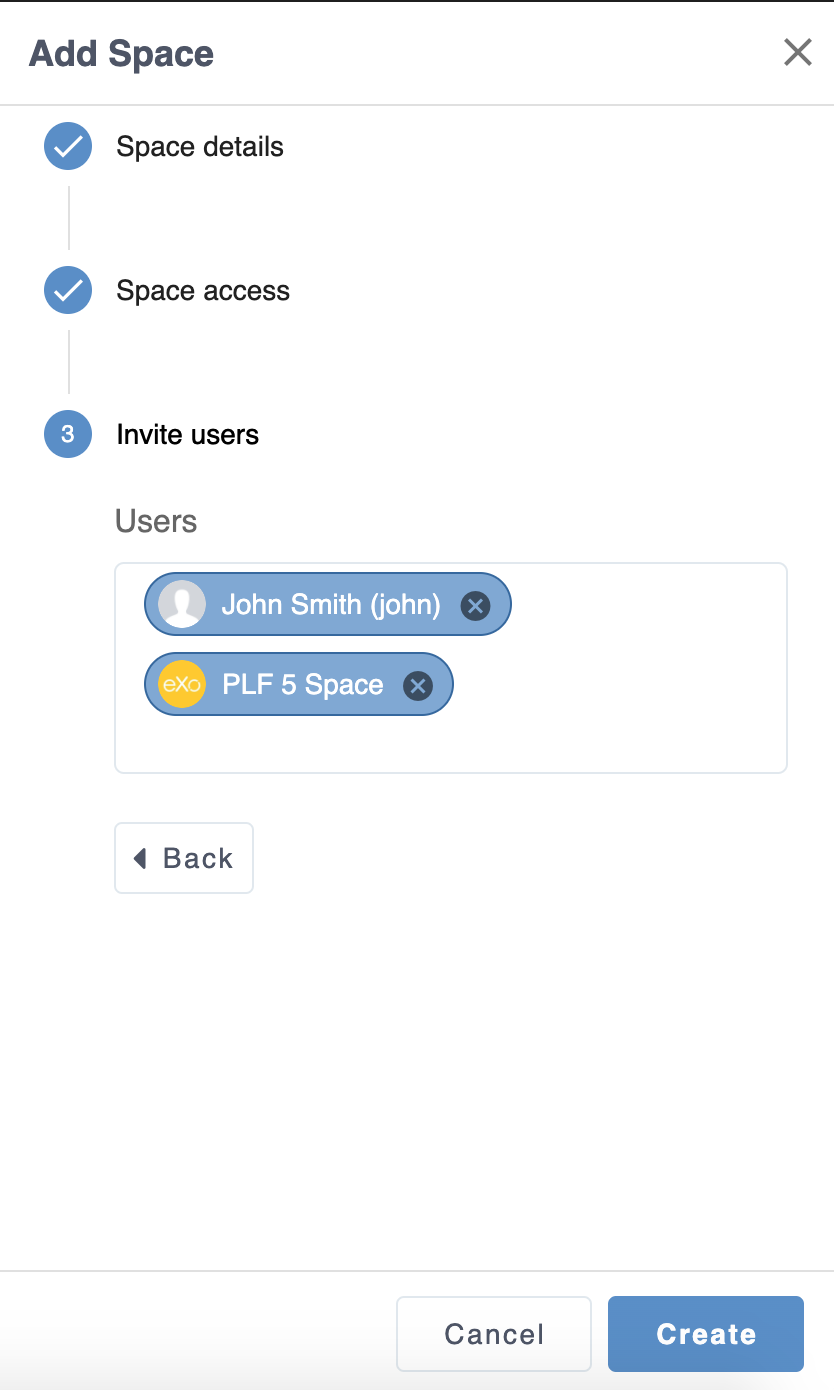 Add Space
Space details
Space access
3 Invite users
Users
John Smith (john)
eXo PLF 5 Space
Back
Cancel Create